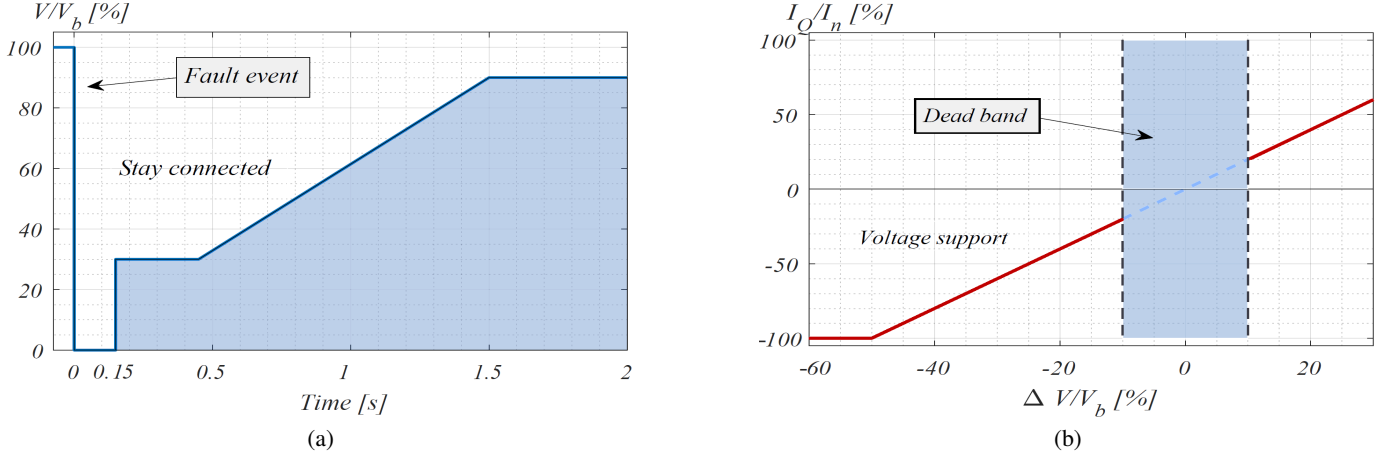 V/V_b [%]
100
80
60
40
20
0
Fault event
Stay connected
0 0.15 0.5 1 1.5 2
Time [s]
(a)
I_Q/I_n [%]
100
50
0
-50
-100
Dead band
Voltage support
-60 -40 -20 0 20
Δ V/V_b [%]
(b)